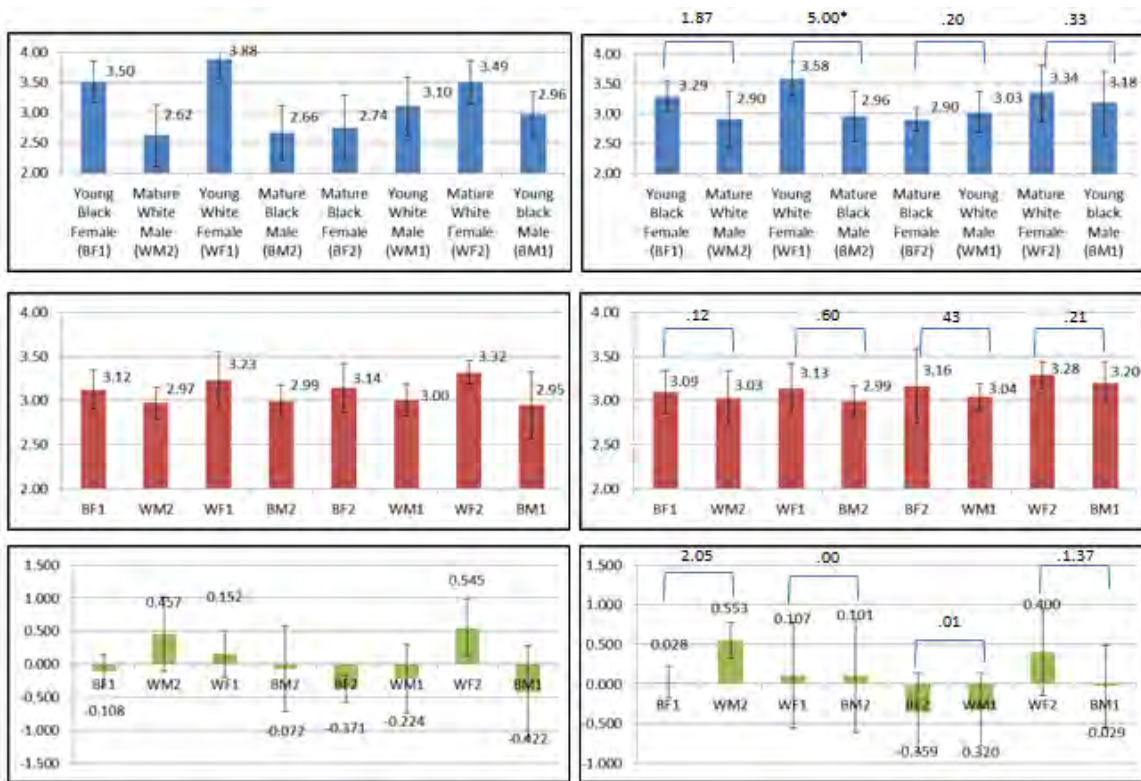 1.87 5.00* .20 .33
4.00 3.50 3.00 2.50 2.00
3.50 2.62 3.88 2.66 2.74 3.10 3.49 2.96
Young Mature Young Mature Mature Young Mature Young
Black White White Black Black White White black
Female Male Female Male Female Male Female Male
(BF1) (WM2) (WF1) (BM2) (BF2) (WM1) (WF2) (BM1)
4.00 3.50 3.00 2.50 2.00
3.29 2.90 3.58 2.96 2.90 3.03 3.34 3.18
Young Mature Young Mature Mature Young Mature Young
Black White White Black Black White White black
Female Male Female Male Female Male Female Male
(BF1) (WM2) (WF1) (BM2) (BF2) (WM1) (WF2) (BM1)
4.00 3.50 3.00 2.50 2.00
3.12 2.97 3.23 2.99 3.14 3.00 3.32 2.95
BF1 WM2 WF1 BM2 BF2 WM1 WF2 BM1
.12 .60 43 .21
4.00 3.50 3.00 2.50 2.00
3.09 3.03 3.13 2.99 3.16 3.04 3.28 3.20
BF1 WM2 WF1 BM2 BF2 WM1 WF2 BM1
1.500 1.000 0.500 0.000 -0.500 -1.000 -1.500
-0.108 0.457 0.152 -0.072 -0.371 -0.224 0.545 -0.422
BF1 WM2 WF1 BM2 BF2 WM1 WF2 BM1
2.05 .00 .01 .1.37
1.500 1.000 0.500 0.000 -0.500 -1.000
0.028 0.553 0.107 0.101 -0.359 0.320 0.400 -0.029
BF1 WM2 WF1 BM2 BF2 WM1 WF2 BM1